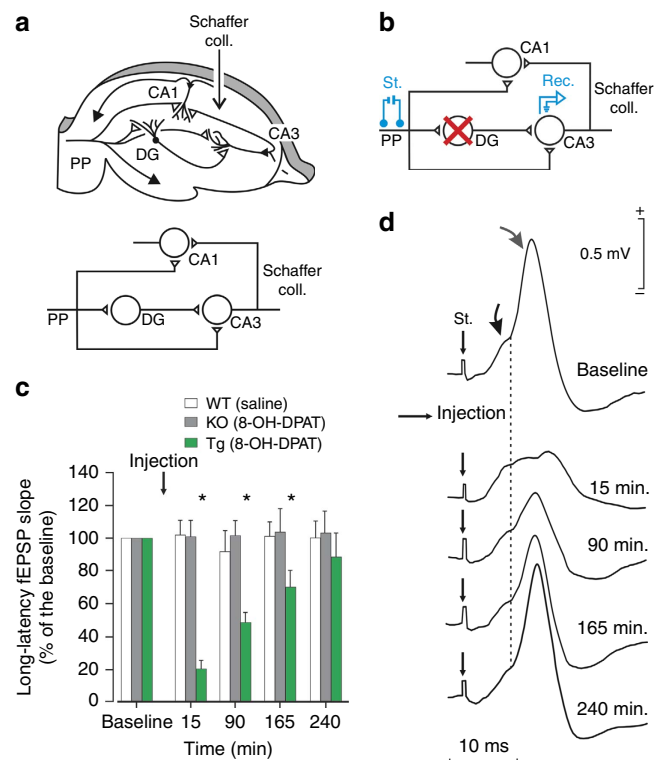 a
Schaffer
coll.
CA1
CA3
PP
DG
CA1
Schaffer
coll.
PP
DG
CA3
b
CA1
St.
Rec.
Schaffer
coll.
PP
DG
CA3
c
WT (saline)
KO (8-OH-DPAT)
Tg (8-OH-DPAT)
Injection
Long-latency fEPSP slope
(% of the baseline)
140
120
100
80
60
40
20
0
* * *
Baseline 15 90 165 240
Time (min)
d
+
0.5 mV
–
St.
Baseline
Injection
15 min.
90 min.
165 min.
240 min.
10 ms